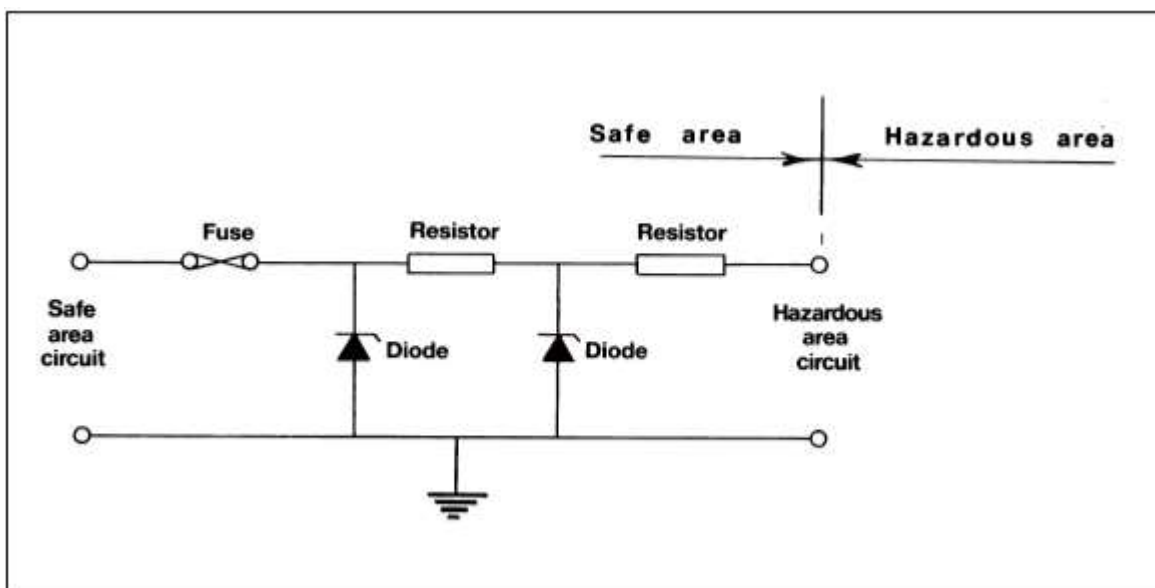 Safe area
Hazardous area
Fuse
Resistor
Resistor
Safe
area
circuit
Diode
Diode
Hazardous
area
circuit